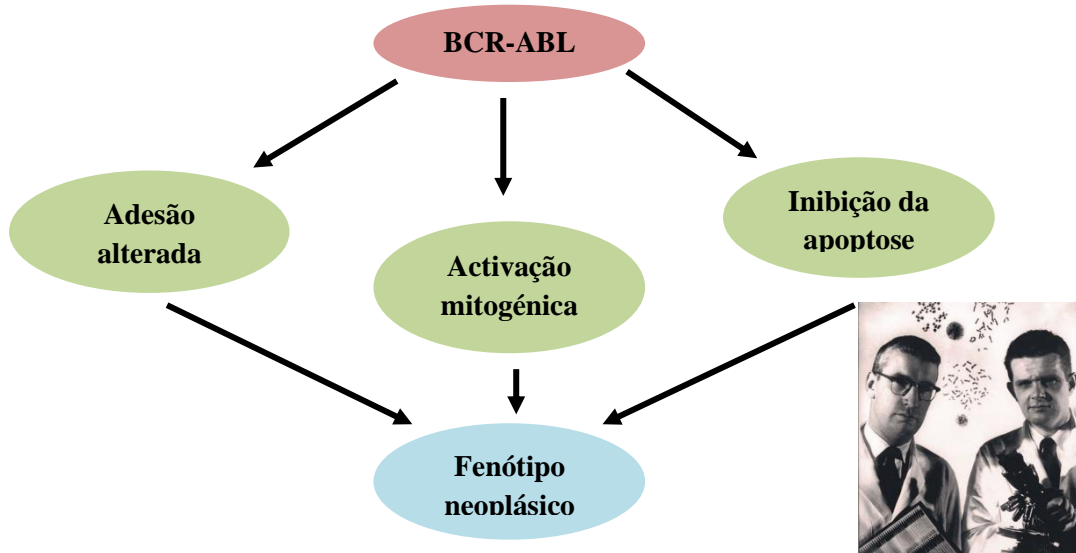 BCR-ABL
Adesão
alterada
Activação
mitogénica
Inibição da
apoptose
Fenótipo
neoplásico